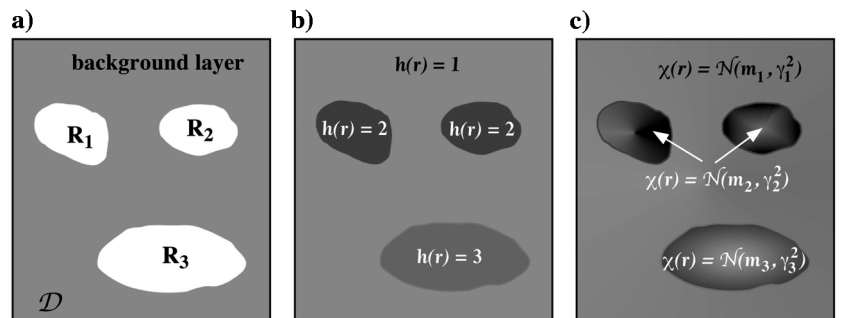 a)
background layer
R₁
R₂
R₃
𝒟
b)
h(r) = 1
h(r) = 2
h(r) = 2
h(r) = 3
c)
χ(r) = 𝒩(m₁, γ₁²)
χ(r) = 𝒩(m₂, γ₂²)
χ(r) = 𝒩(m₃, γ₃²)